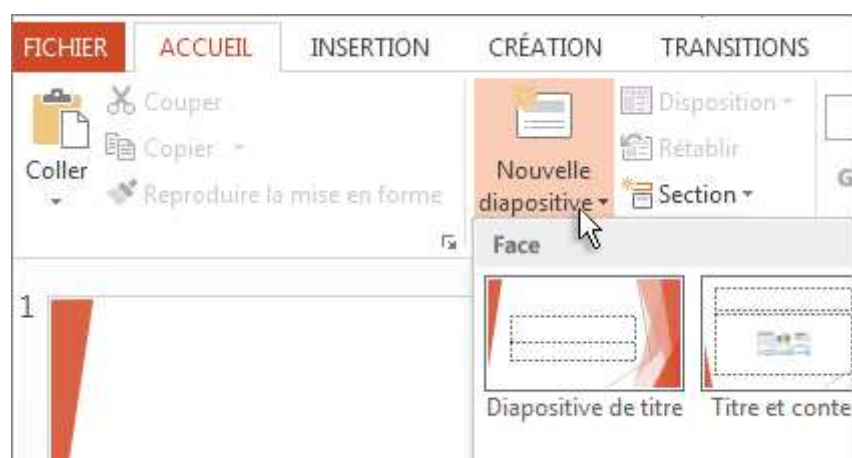 FICHIER ACCUEIL INSERTION CRÉATION TRANSITIONS
Couper
Copier
Coller
Reproduire la mise en forme
Nouvelle
diapositive
Disposition
Rétablir
Section
G
Face
1
Diapositive de titre Titre et conte